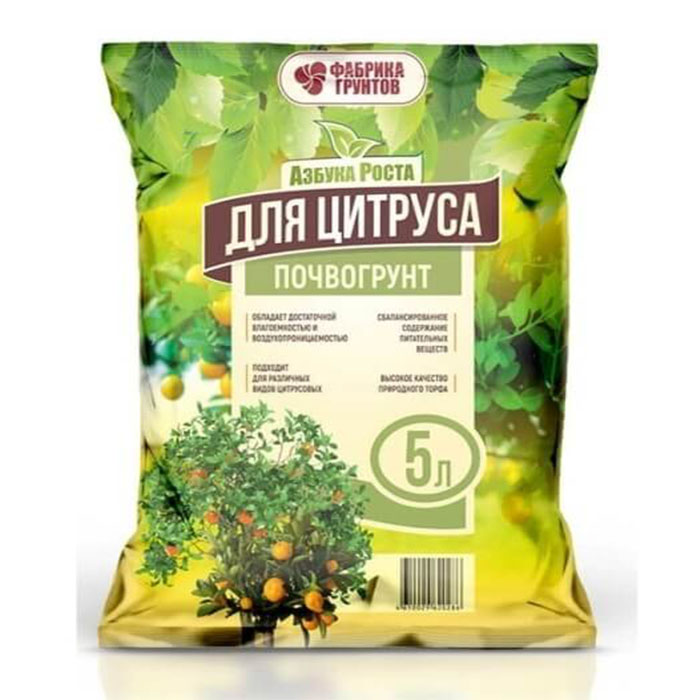 ФАБРИКА
ГРУНТОВ
АЗБУКА РОСТА
ДЛЯ ЦИТРУСА
ПОЧВОГРУНТ
ОБЛАДАЕТ ДОСТАТОЧНОЙ
ВЛАГОЕМКОСТЬЮ И
ВОЗДУХОПРОНИЦАЕМОСТЬЮ
СБАЛАНСИРОВАННОЕ
СОДЕРЖАНИЕ
ПИТАТЕЛЬНЫХ
ВЕЩЕСТВ
ПОДХОДИТ
ДЛЯ РАЗЛИЧНЫХ
ВИДОВ ЦИТРУСОВЫХ
ВЫСОКОЕ КАЧЕСТВО
ПРИРОДНОГО ТОРФА
5 л